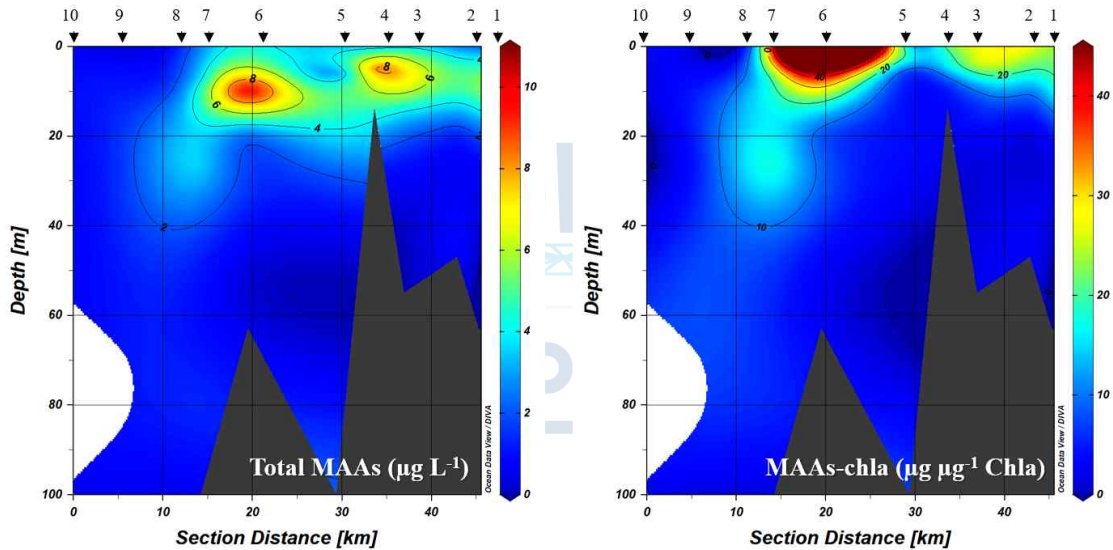 10 9 8 7 6 5 4 3 2 1
0
20
40
60
80
100
Depth [m]
0 10 20 30 40
Section Distance [km]
Total MAAs (µg L⁻¹)
8
6
8
6
4
2
10
8
6
4
2
0
Ocean Data View / DIVA
10 9 8 7 6 5 4 3 2 1
0
20
40
60
80
100
Depth [m]
0 10 20 30 40
Section Distance [km]
MAAs-chla (µg µg⁻¹ Chla)
40
20
20
10
40
30
20
10
0
Ocean Data View / DIVA